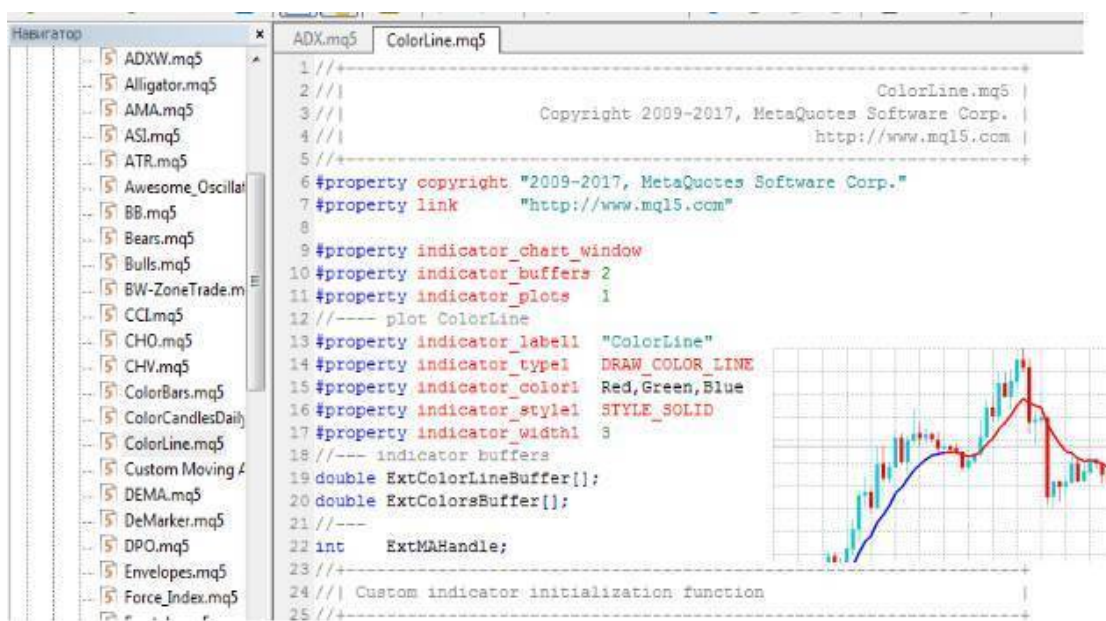 Навигатор
ADXW.mq5
Alligator.mq5
AMA.mq5
ASI.mq5
ATR.mq5
Awesome_Oscillat
BB.mq5
Bears.mq5
Bulls.mq5
BW-ZoneTrade.m
CCI.mq5
CHO.mq5
CHV.mq5
ColorBars.mq5
ColorCandlesDaily
ColorLine.mq5
Custom Moving A
DEMA.mq5
DeMarker.mq5
DPO.mq5
Envelopes.mq5
Force_Index.mq5
ADX.mq5 ColorLine.mq5
1 //+------------------------------------------------------------------+
2 //| ColorLine.mq5 |
3 //| Copyright 2009-2017, MetaQuotes Software Corp. |
4 //| http://www.mql5.com |
5 //+------------------------------------------------------------------+
6 #property copyright "2009-2017, MetaQuotes Software Corp."
7 #property link "http://www.mql5.com"
8
9 #property indicator_chart_window
10 #property indicator_buffers 2
11 #property indicator_plots 1
12 //---- plot ColorLine
13 #property indicator_label1 "ColorLine"
14 #property indicator_type1 DRAW_COLOR_LINE
15 #property indicator_color1 Red,Green,Blue
16 #property indicator_style1 STYLE_SOLID
17 #property indicator_width1 3
18 //--- indicator buffers
19 double ExtColorLineBuffer[];
20 double ExtColorsBuffer[];
21 //---
22 int ExtMAHandle;
23 //+------------------------------------------------------------------+
24 //| Custom indicator initialization function |
25 //+------------------------------------------------------------------+